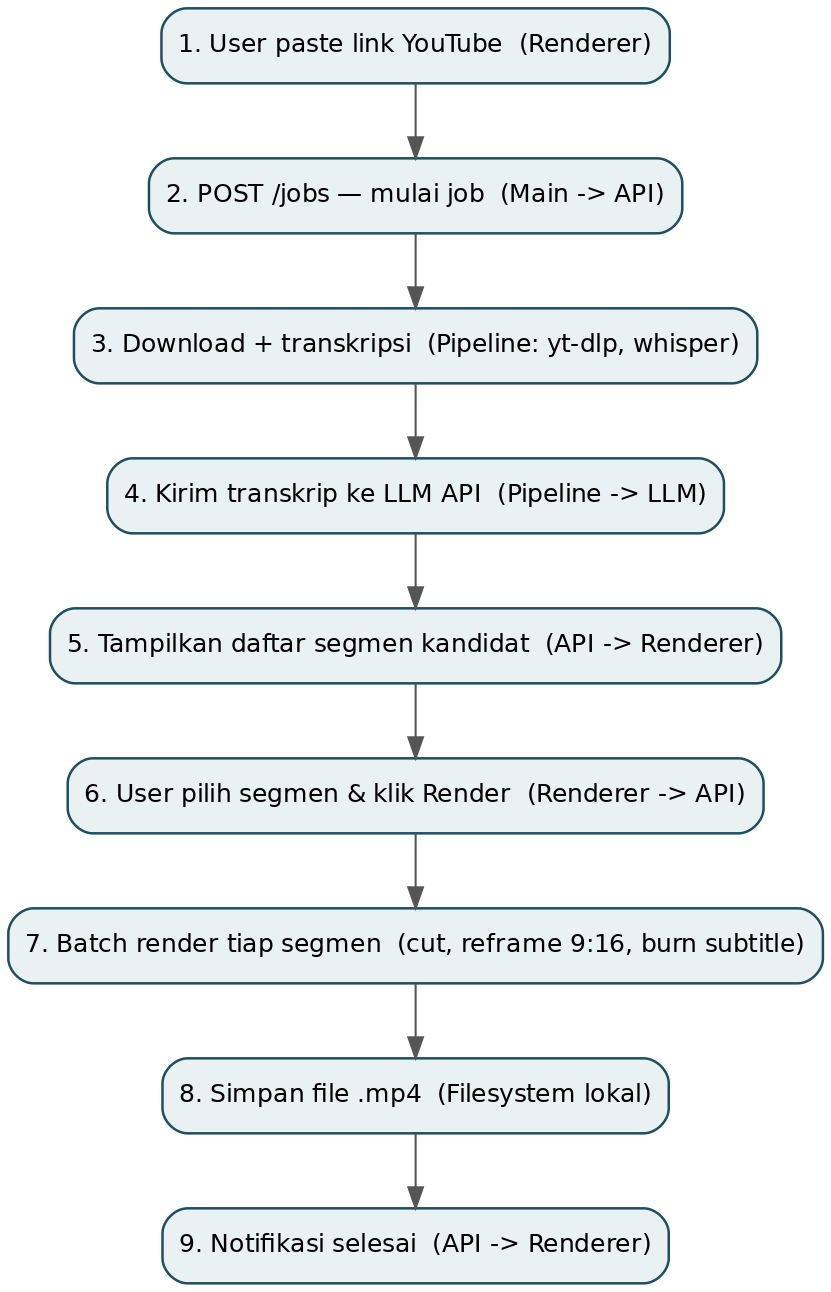 1. User paste link YouTube  (Renderer)
2. POST /jobs — mulai job  (Main -> API)
3. Download + transkripsi  (Pipeline: yt-dlp, whisper)
4. Kirim transkrip ke LLM API  (Pipeline -> LLM)
5. Tampilkan daftar segmen kandidat  (API -> Renderer)
6. User pilih segmen & klik Render  (Renderer -> API)
7. Batch render tiap segmen  (cut, reframe 9:16, burn subtitle)
8. Simpan file .mp4  (Filesystem lokal)
9. Notifikasi selesai  (API -> Renderer)